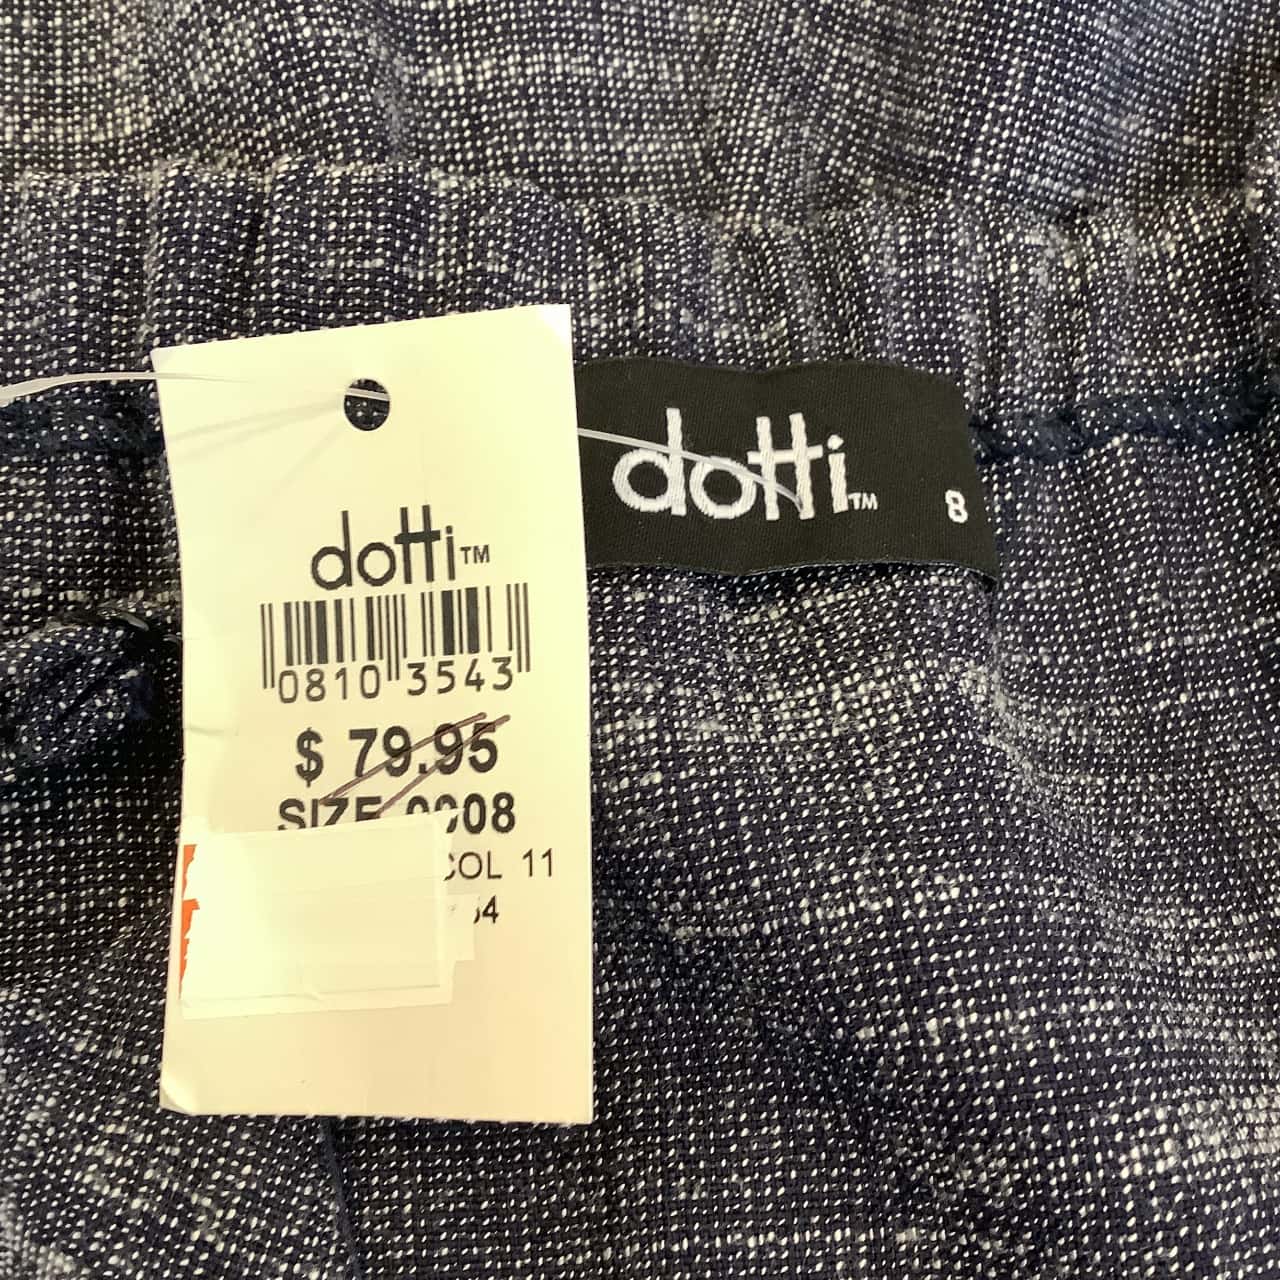 dotti™
0810 3543
$ 79.95
SIZE 0008
COL 11
dotti™ 8